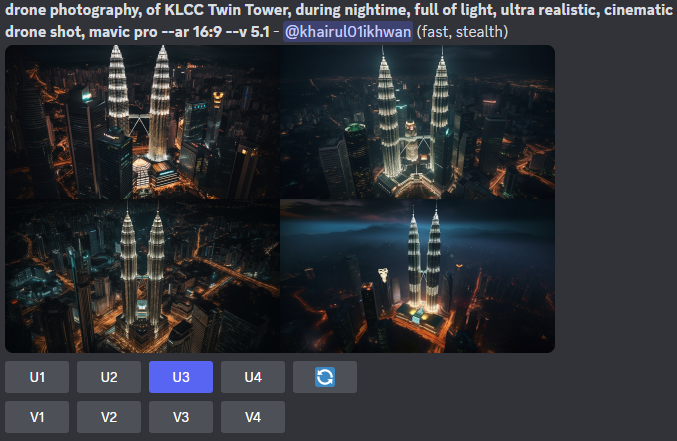 drone photography, of KLCC Twin Tower, during nightime, full of light, ultra realistic, cinematic
drone shot, mavic pro --ar 16:9 --v 5.1 - @khairul01ikhwan (fast, stealth)
U1 U2 U3 U4
V1 V2 V3 V4